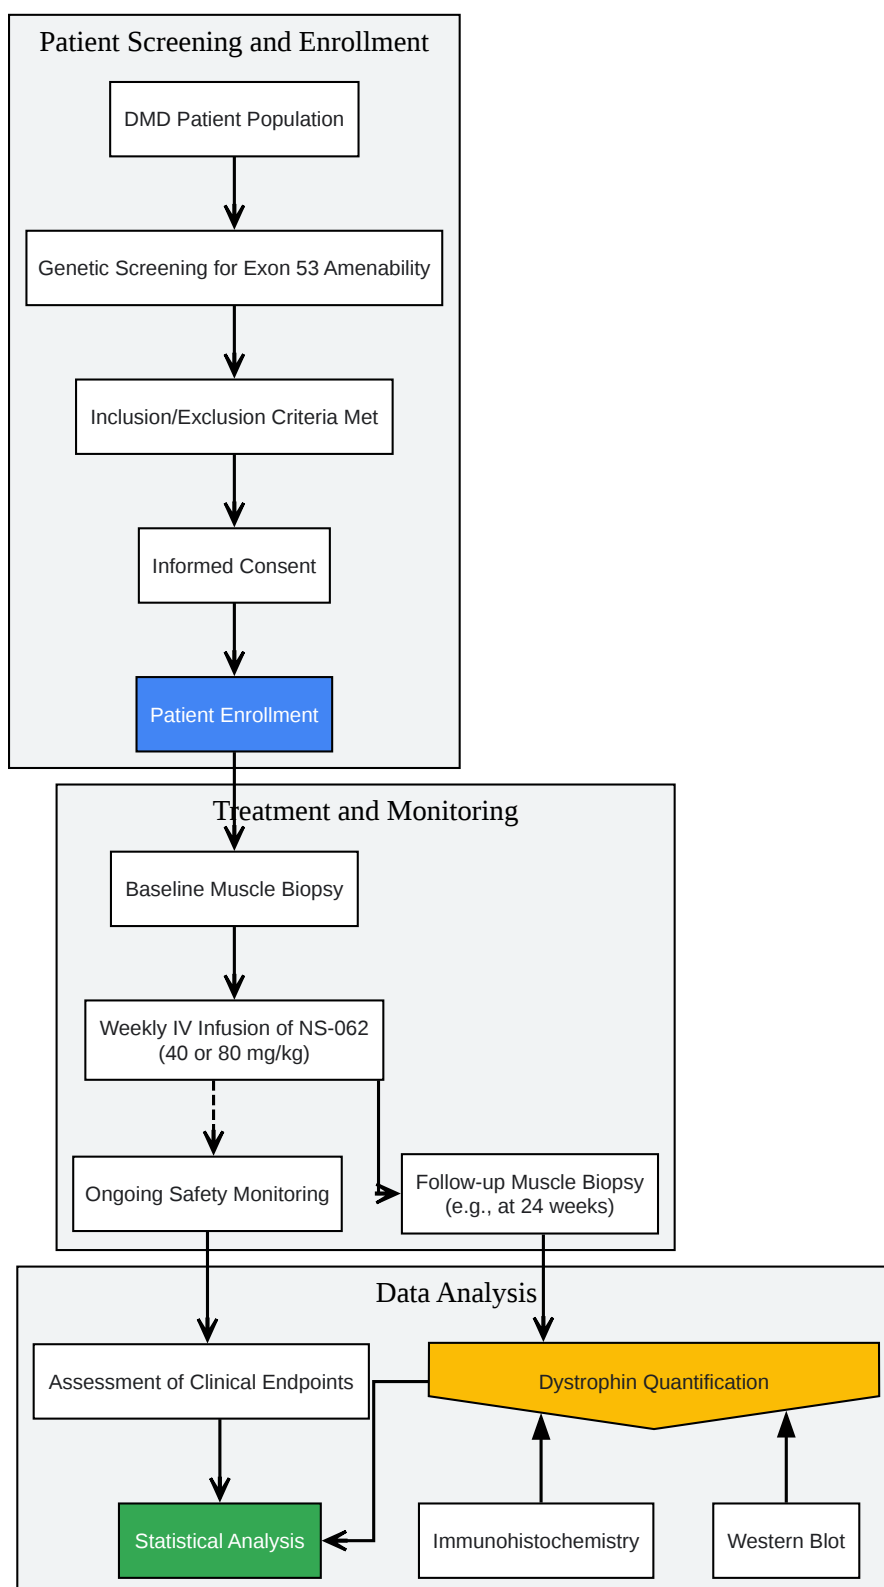 Patient Screening and Enrollment
DMD Patient Population
Genetic Screening for Exon 53 Amenability
Inclusion/Exclusion Criteria Met
Informed Consent
Patient Enrollment
Treatment and Monitoring
Baseline Muscle Biopsy
Weekly IV Infusion of NS-062
(40 or 80 mg/kg)
Ongoing Safety Monitoring
Follow-up Muscle Biopsy
(e.g., at 24 weeks)
Data Analysis
Assessment of Clinical Endpoints
Dystrophin Quantification
Statistical Analysis
Immunohistochemistry
Western Blot